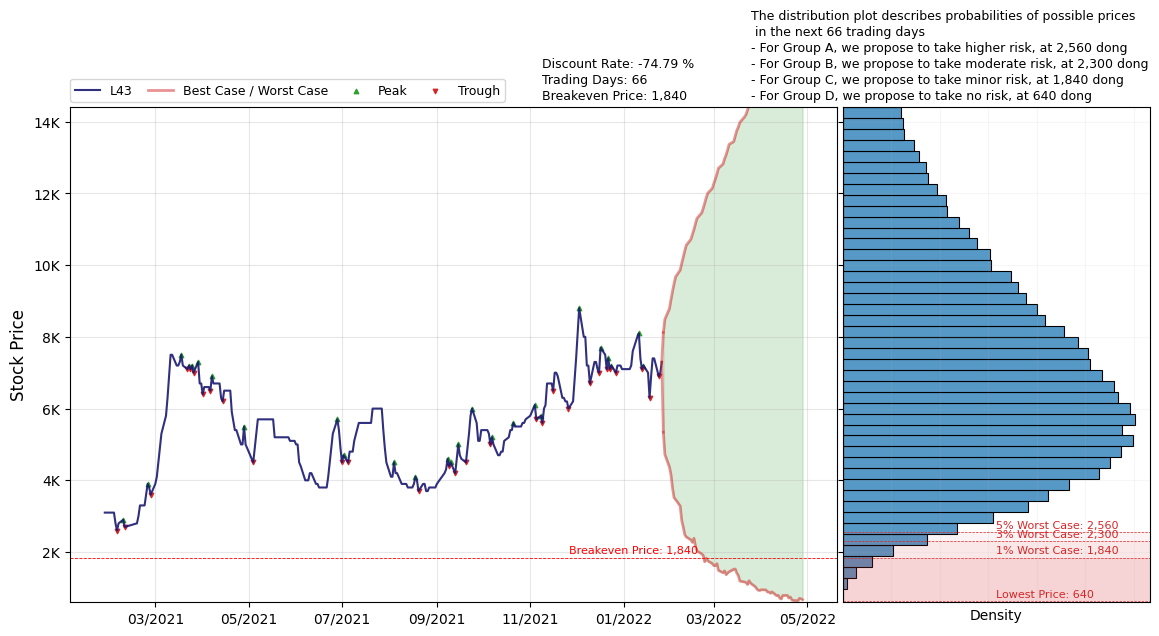 The distribution plot describes probabilities of possible prices
in the next 66 trading days
- For Group A, we propose to take higher risk, at 2,560 dong
- For Group B, we propose to take moderate risk, at 2,300 dong
- For Group C, we propose to take minor risk, at 1,840 dong
- For Group D, we propose to take no risk, at 640 dong
Discount Rate: -74.79 %
Trading Days: 66
Breakeven Price: 1,840
L43
Best Case / Worst Case
Peak
Trough
14K
12K
10K
8K
6K
4K
2K
Stock Price
Breakeven Price: 1,840
5% Worst Case: 2,560
3% Worst Case: 2,300
1% Worst Case: 1,840
Lowest Price: 640
03/2021
05/2021
07/2021
09/2021
11/2021
01/2022
03/2022
05/2022
Density